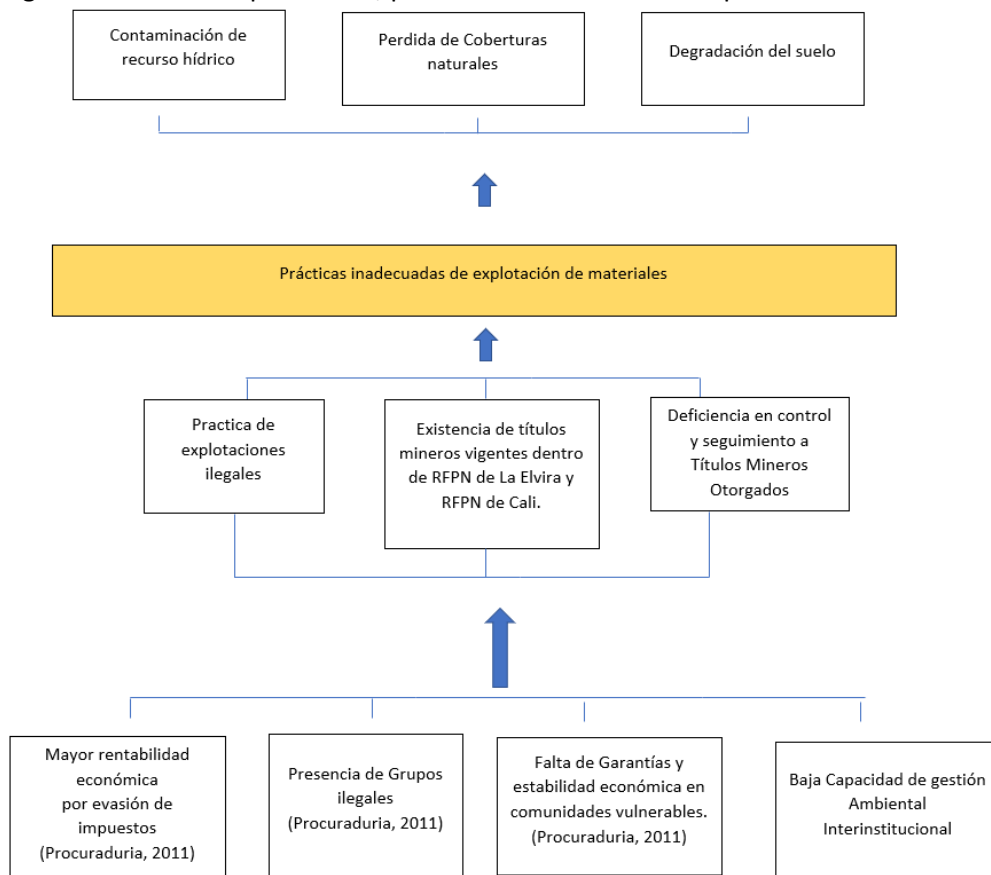 Contaminación de
recurso hídrico
Perdida de Coberturas
naturales
Degradación del suelo
Prácticas inadecuadas de explotación de materiales
Practica de
explotaciones
ilegales
Existencia de títulos
mineros vigentes dentro
de RFPN de La Elvira y
RFPN de Cali.
Deficiencia en control
y seguimiento a
Títulos Mineros
Otorgados
Mayor rentabilidad
económica
por evasión de
impuestos
(Procuraduria, 2011)
Presencia de Grupos
ilegales
(Procuraduria, 2011)
Falta de Garantías y
estabilidad económica en
comunidades vulnerables.
(Procuraduria, 2011)
Baja Capacidad de gestión
Ambiental
Interinstitucional